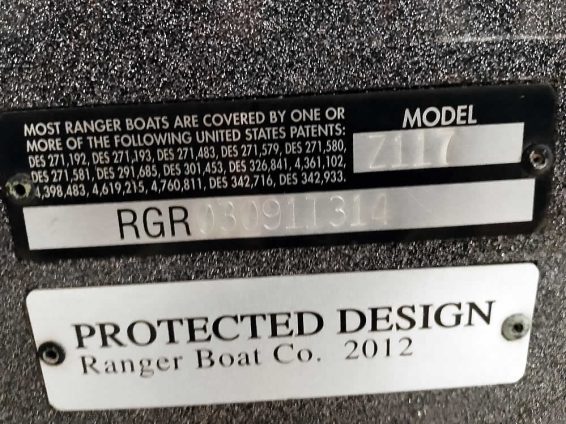 MOST RANGER BOATS ARE COVERED BY ONE OR
MORE OF THE FOLLOWING UNITED STATES PATENTS:
DES 271,192, DES 271,193, DES 271,483, DES 271,579, DES 271,580,
DES 271,581, DES 291,685, DES 301,453, DES 326,841, 4,361,102,
4,398,483, 4,619,215, 4,760,811, DES 342,716, DES 342,933.
MODEL
Z117
RGR03091I314
PROTECTED DESIGN
Ranger Boat Co. 2012